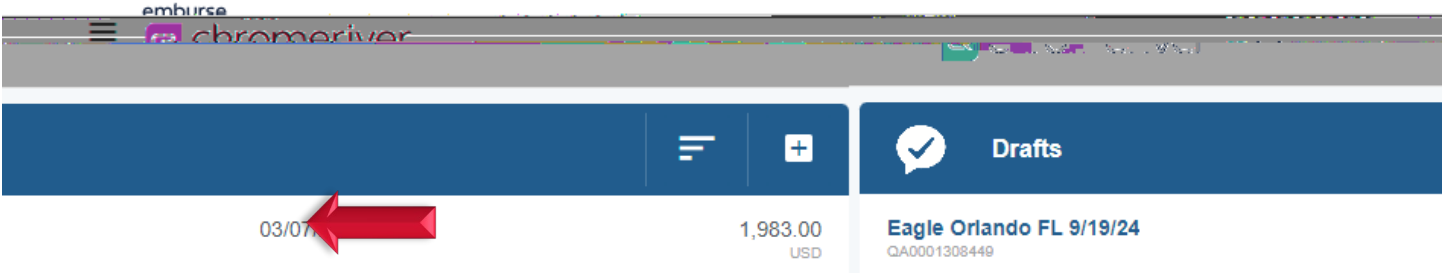 emburse
chromeriver
Drafts
03/07
1,983.00
USD
Eagle Orlando FL 9/19/24
QA0001308449